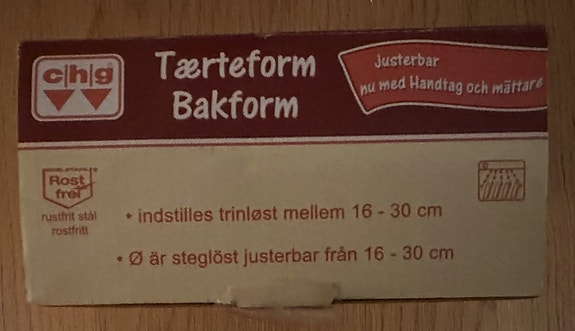 c|h|g
Tærteform
Bakform
Justerbar
nu med Handtag och mättare
Rost
frei
rustfrit stål
rostfritt
• indstilles trinløst mellem 16 - 30 cm
• Ø är steglöst justerbar från 16 - 30 cm